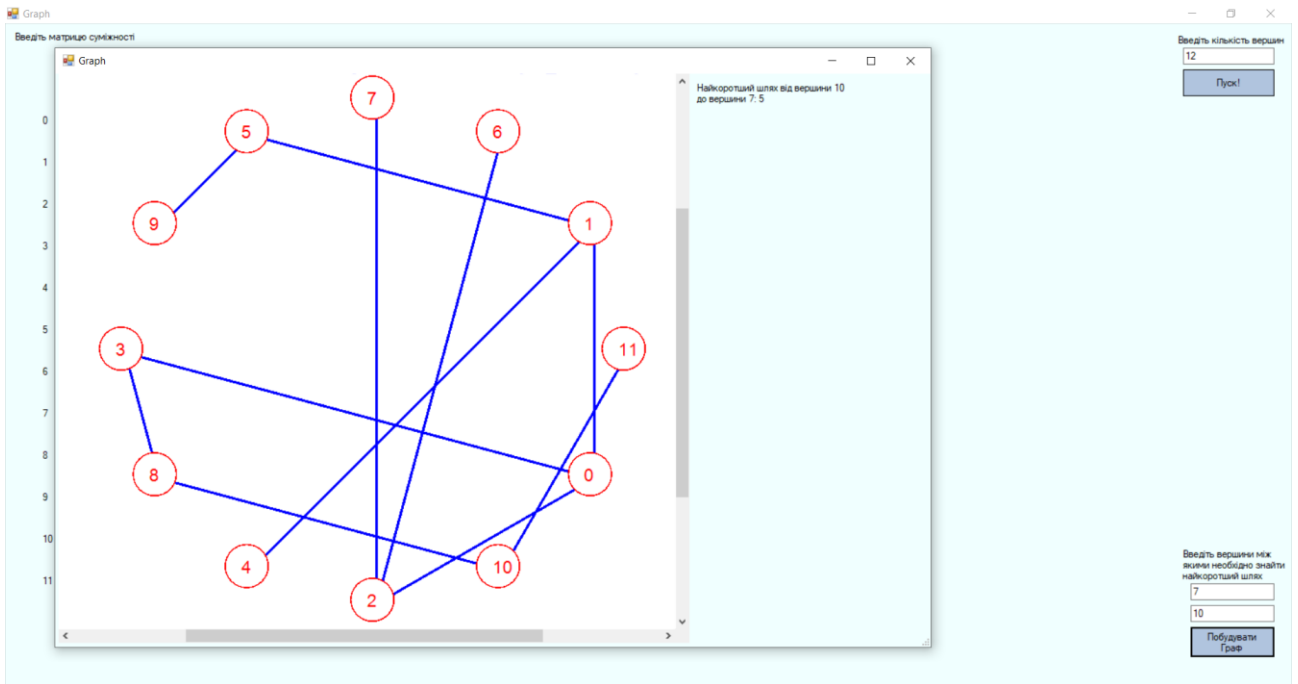 Graph
Введіть матрицю суміжності
Введіть кількість вершин
12
Пуск!
Graph
Найкоротший шлях від вершини 10
до вершини 7: 5
0
1
2
3
4
5
6
7
8
9
10
11
7
5
6
9
1
3
11
8
0
4
10
2
Введіть вершини між
якими необхідно знайти
найкоротший шлях
7
10
Побудувати
Граф